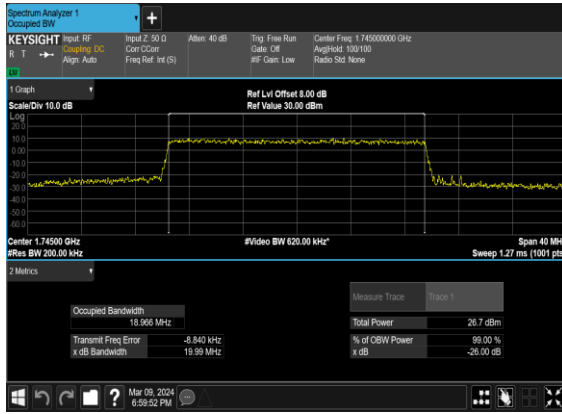 Spectrum Analyzer 1
Occupied BW
+
KEYSIGHT
R T
LXI
Input: RF
Coupling: DC
Align: Auto
Input Z: 50 Ω
Corr CCorr
Freq Ref: Int (S)
Atten: 40 dB
Trig: Free Run
Gate: Off
#IF Gain: Low
Center Freq: 1.745000000 GHz
Avg|Hold: 100/100
Radio Std: None
1 Graph
Scale/Div 10.0 dB
Ref Lvl Offset 8.00 dB
Ref Value 30.00 dBm
Log
20.0
10.0
0.00
-10.0
-20.0
-30.0
-40.0
-50.0
-60.0
Center 1.74500 GHz
#Res BW 200.00 kHz
#Video BW 620.00 kHz*
Span 40 MH
Sweep 1.27 ms (1001 pts
2 Metrics
Measure Trace Trace 1
Occupied Bandwidth
18.966 MHz
Total Power 26.7 dBm
Transmit Freq Error -8.840 kHz
% of OBW Power 99.00 %
x dB Bandwidth 19.99 MHz
x dB -26.00 dB
?
Mar 09, 2024
6:59:52 PM